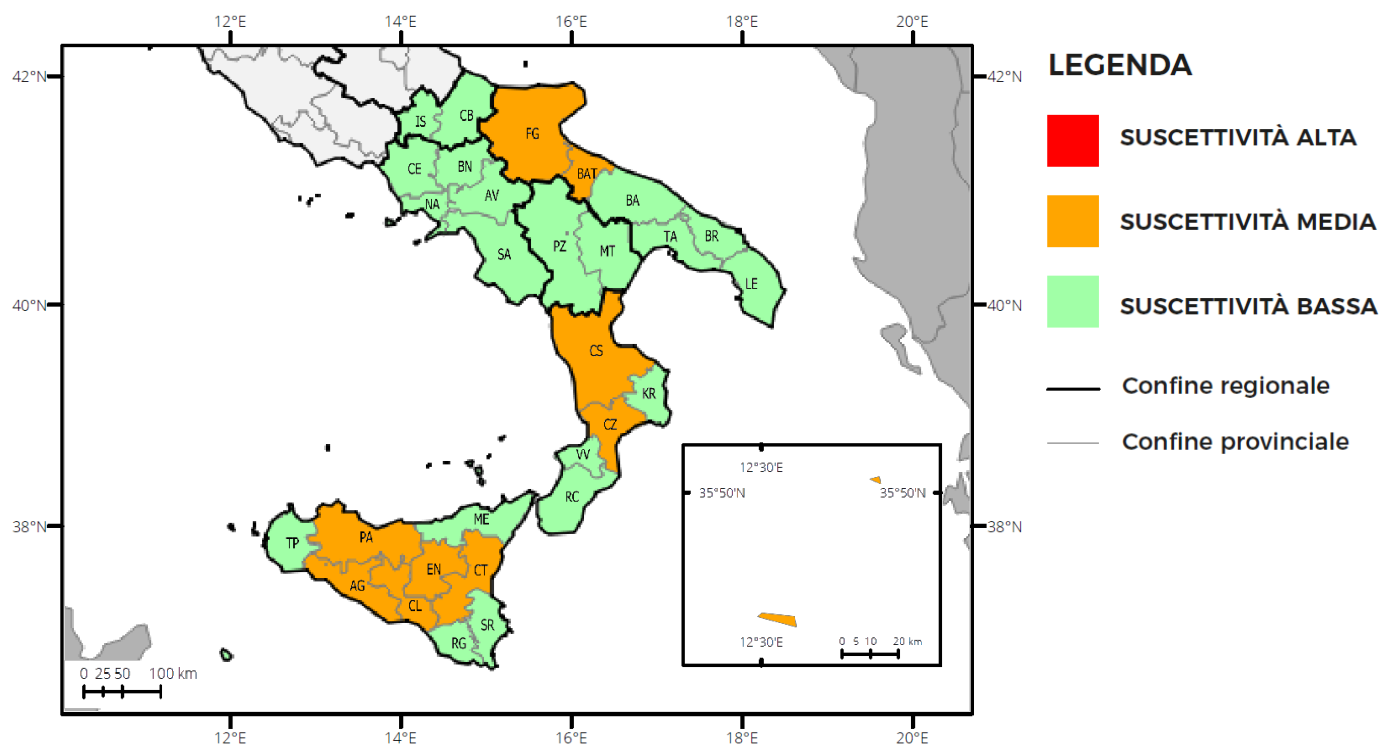 12°E 14°E 16°E 18°E 20°E
42°N 42°N
LEGENDA
SUSCETTIVITÀ ALTA
SUSCETTIVITÀ MEDIA
SUSCETTIVITÀ BASSA
Confine regionale
Confine provinciale
IS CB FG
CE BN BAT
NA AV BA
SA PZ MT TA BR
LE
40°N 40°N
CS
KR
CZ
VV
RC
12°30'E
35°50'N 35°50'N
12°30'E
0 5 10 20 km
38°N 38°N
ME
TP PA
AG EN CT
CL
RG SR
0 25 50 100 km
12°E 14°E 16°E 18°E 20°E